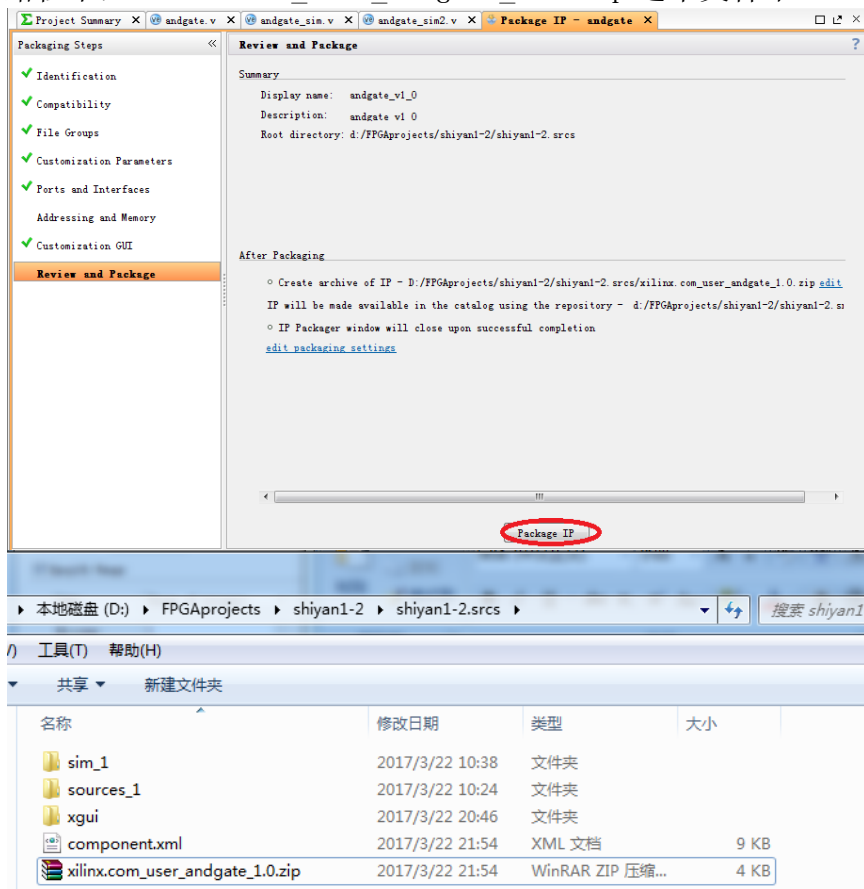 Project Summary × andgate.v × andgate_sim.v × andgate_sim2.v × Package IP - andgate ×
Packaging Steps « Review and Package ?
Identification
Compatibility
File Groups
Customization Parameters
Ports and Interfaces
Addressing and Memory
Customization GUI
Review and Package
Summary
Display name: andgate_v1_0
Description: andgate v1 0
Root directory: d:/FPGAprojects/shiyan1-2/shiyan1-2.srcs
After Packaging
Create archive of IP - D:/FPGAprojects/shiyan1-2/shiyan1-2.srcs/xilinx.com_user_andgate_1.0.zip edit
IP will be made available in the catalog using the repository - d:/FPGAprojects/shiyan1-2/shiyan1-2.s
IP Packager window will close upon successful completion
edit packaging settings
Package IP
本地磁盘 (D:) FPGAprojects shiyan1-2 shiyan1-2.srcs 搜索 shiyan1
) 工具(T) 帮助(H)
共享 新建文件夹
名称 修改日期 类型 大小
sim_1 2017/3/22 10:38 文件夹
sources_1 2017/3/22 10:24 文件夹
xgui 2017/3/22 20:46 文件夹
component.xml 2017/3/22 21:54 XML 文档 9 KB
xilinx.com_user_andgate_1.0.zip 2017/3/22 21:54 WinRAR ZIP 压缩... 4 KB